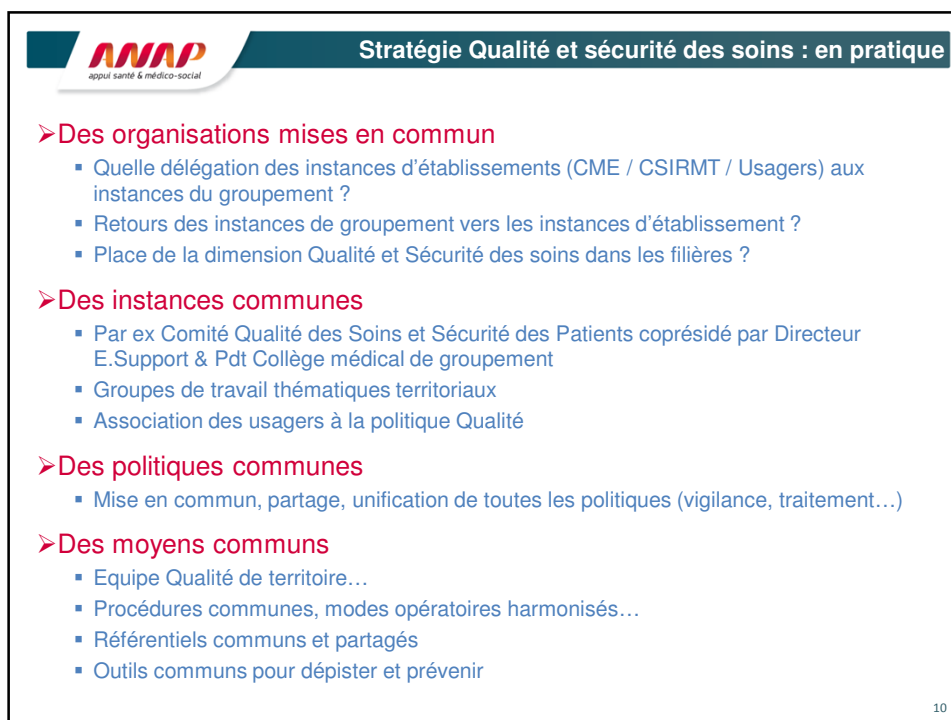 ANAP
appui santé & médico-social
Stratégie Qualité et sécurité des soins : en pratique
➢Des organisations mises en commun
▪ Quelle délégation des instances d'établissements (CME / CSIRMT / Usagers) aux
instances du groupement ?
▪ Retours des instances de groupement vers les instances d'établissement ?
▪ Place de la dimension Qualité et Sécurité des soins dans les filières ?
➢Des instances communes
▪ Par ex Comité Qualité des Soins et Sécurité des Patients coprésidé par Directeur
E.Support & Pdt Collège médical de groupement
▪ Groupes de travail thématiques territoriaux
▪ Association des usagers à la politique Qualité
➢Des politiques communes
▪ Mise en commun, partage, unification de toutes les politiques (vigilance, traitement…)
➢Des moyens communs
▪ Equipe Qualité de territoire…
▪ Procédures communes, modes opératoires harmonisés…
▪ Référentiels communs et partagés
▪ Outils communs pour dépister et prévenir
10